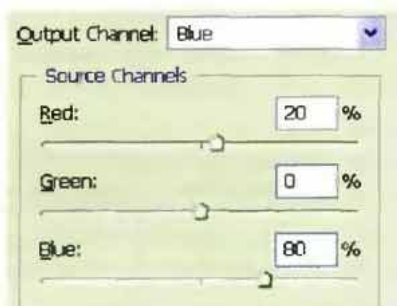 Output Channel: Blue
Source Channels
Red: 20 %
Green: 0 %
Blue: 80 %